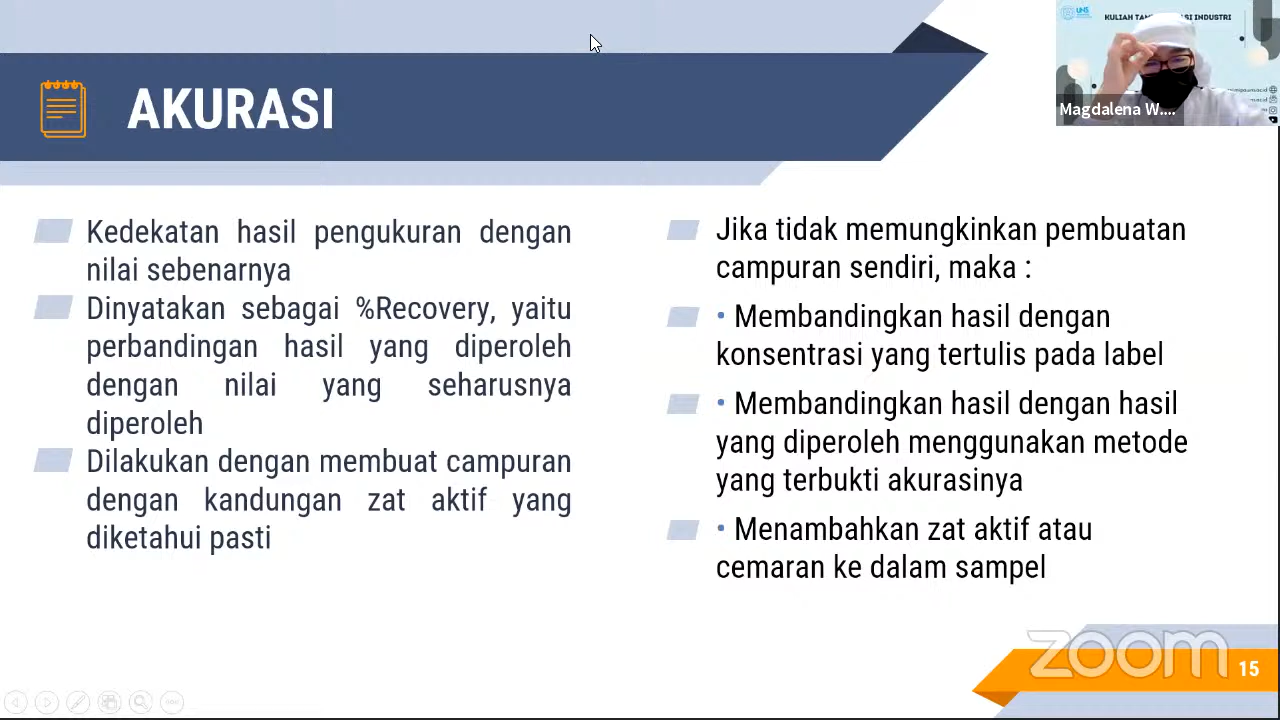 AKURASI
Kedekatan hasil pengukuran dengan
nilai sebenarnya
Dinyatakan sebagai %Recovery, yaitu
perbandingan hasil yang diperoleh
dengan nilai yang seharusnya
diperoleh
Dilakukan dengan membuat campuran
dengan kandungan zat aktif yang
diketahui pasti
Jika tidak memungkinkan pembuatan
campuran sendiri, maka :
• Membandingkan hasil dengan
konsentrasi yang tertulis pada label
• Membandingkan hasil dengan hasil
yang diperoleh menggunakan metode
yang terbukti akurasinya
• Menambahkan zat aktif atau
cemaran ke dalam sampel
UNS
KULIAH
INDUSTRI
Magdalena W....
zoom
15